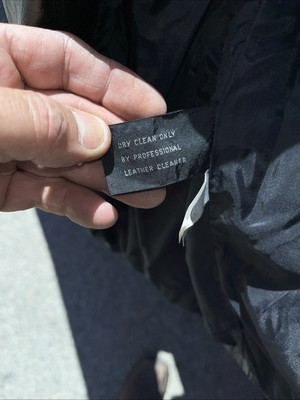 DRY CLEAN ONLY
BY PROFESSIONAL
LEATHER CLEANER